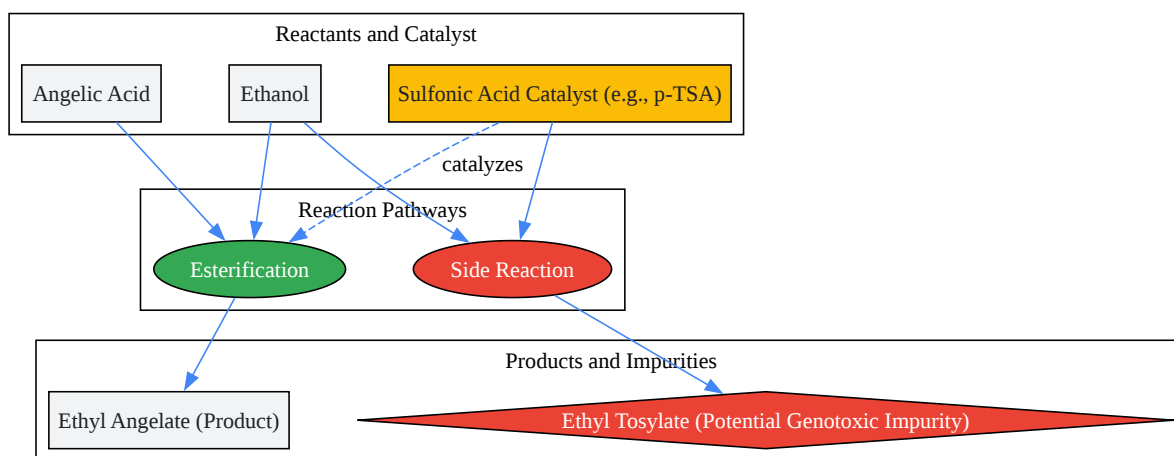 Reactants and Catalyst
Angelic Acid
Ethanol
Sulfonic Acid Catalyst (e.g., p-TSA)
catalyzes
Reaction Pathways
Esterification
Side Reaction
Products and Impurities
Ethyl Angelate (Product)
Ethyl Tosylate (Potential Genotoxic Impurity)